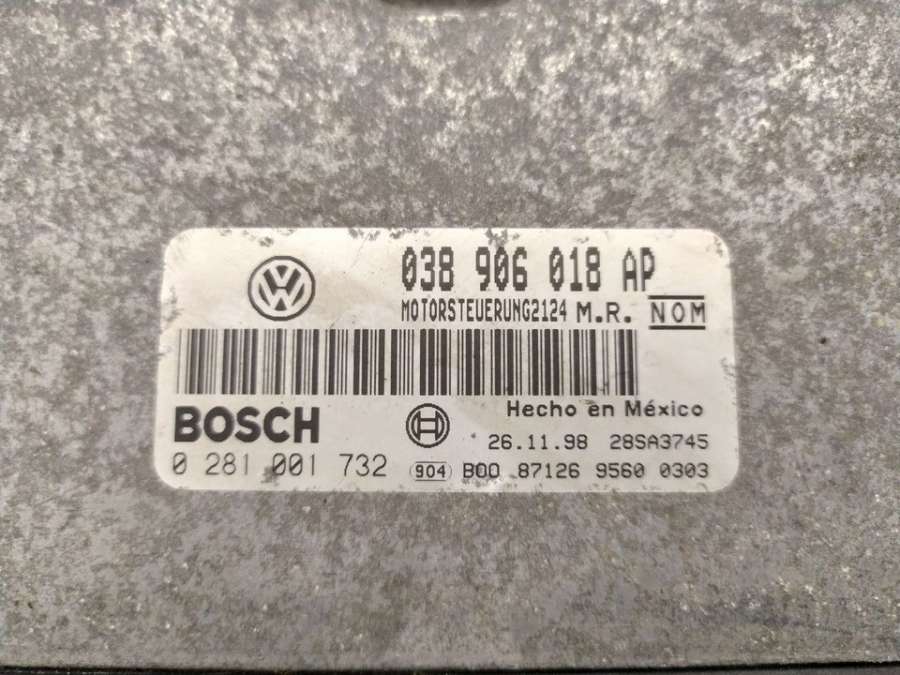 038 906 018 AP
MOTORSTEUERUNG2124 M.R. NOM
BOSCH
Hecho en México
26.11.98 28SA3745
0 281 001 732 904 B00 87126 9560 0303